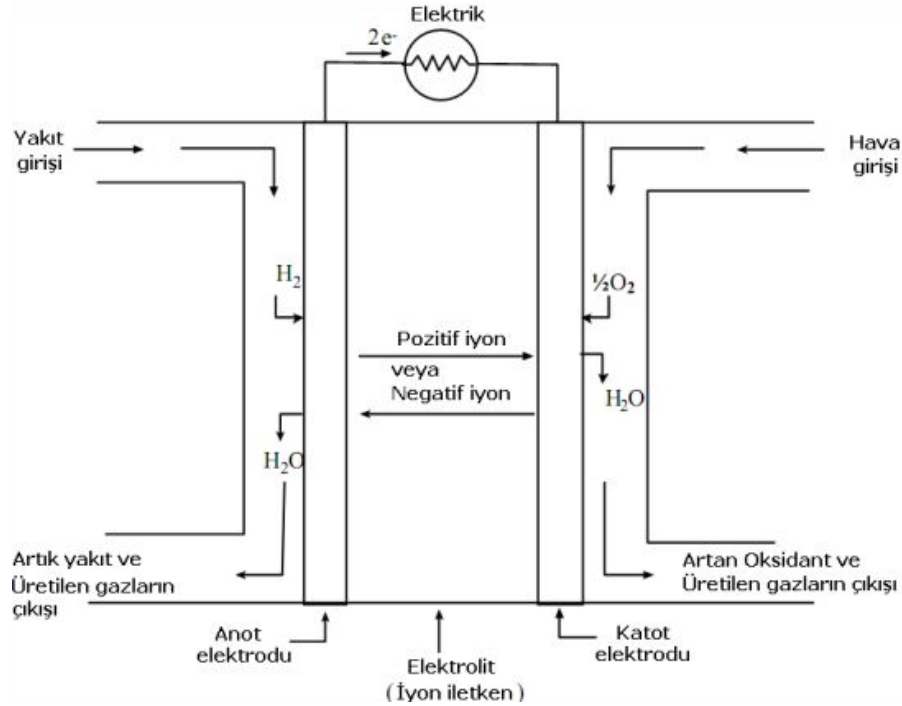 Elektrik
2e-
Yakıt
girişi
Hava
girişi
H₂
½O₂
Pozitif iyon
veya
Negatif iyon
H₂O
H₂O
Artık yakıt ve
Üretilen gazların
çıkışı
Artan Oksidant ve
Üretilen gazların çıkışı
Anot
elektrodu
Katot
elektrodu
Elektrolit
(İyon iletken)